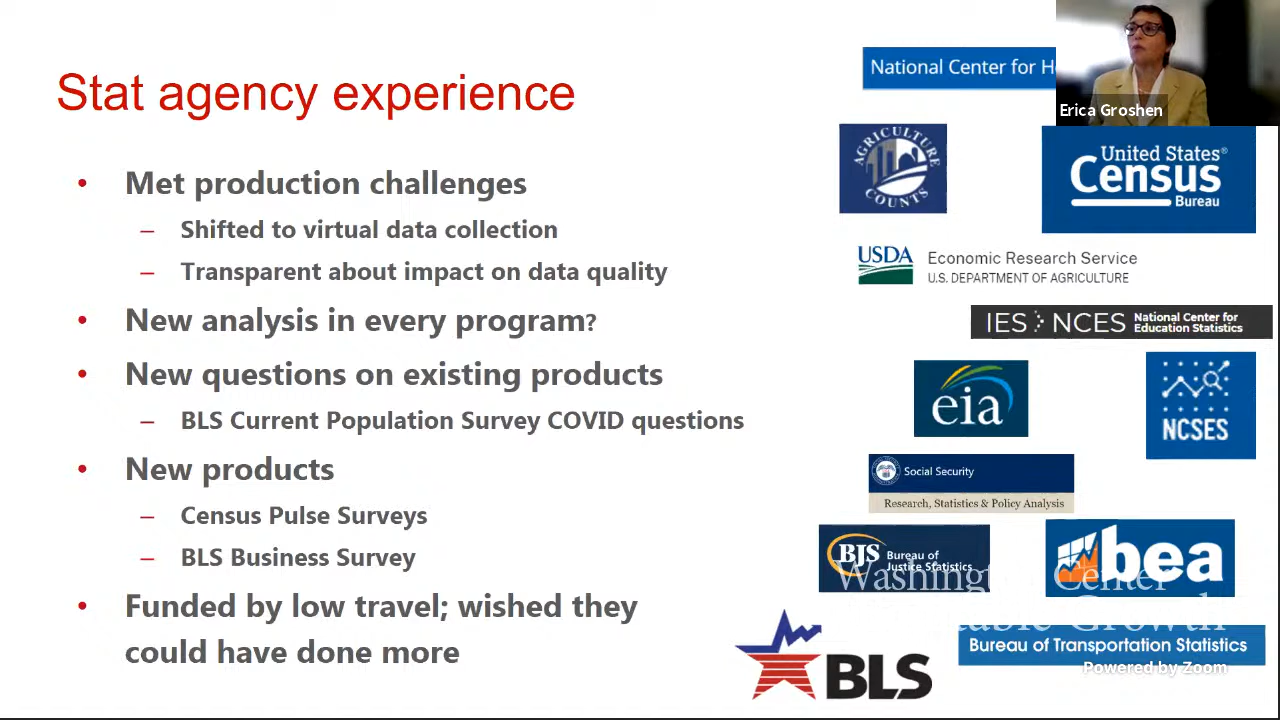 Stat agency experience
• Met production challenges
– Shifted to virtual data collection
– Transparent about impact on data quality
• New analysis in every program?
• New questions on existing products
– BLS Current Population Survey COVID questions
• New products
– Census Pulse Surveys
– BLS Business Survey
• Funded by low travel; wished they
could have done more
National Center for
Erica Groshen
AGRICULTURE
COUNTS
United States®
Census
Bureau
USDA
Economic Research Service
U.S. DEPARTMENT OF AGRICULTURE
IES NCES
National Center for
Education Statistics
eia
NCSES
Social Security
Research, Statistics & Policy Analysis
BJS
Bureau of
Justice Statistics
bea
Washington Center
BLS
Bureau of Transportation Statistics
Powered by Zoom